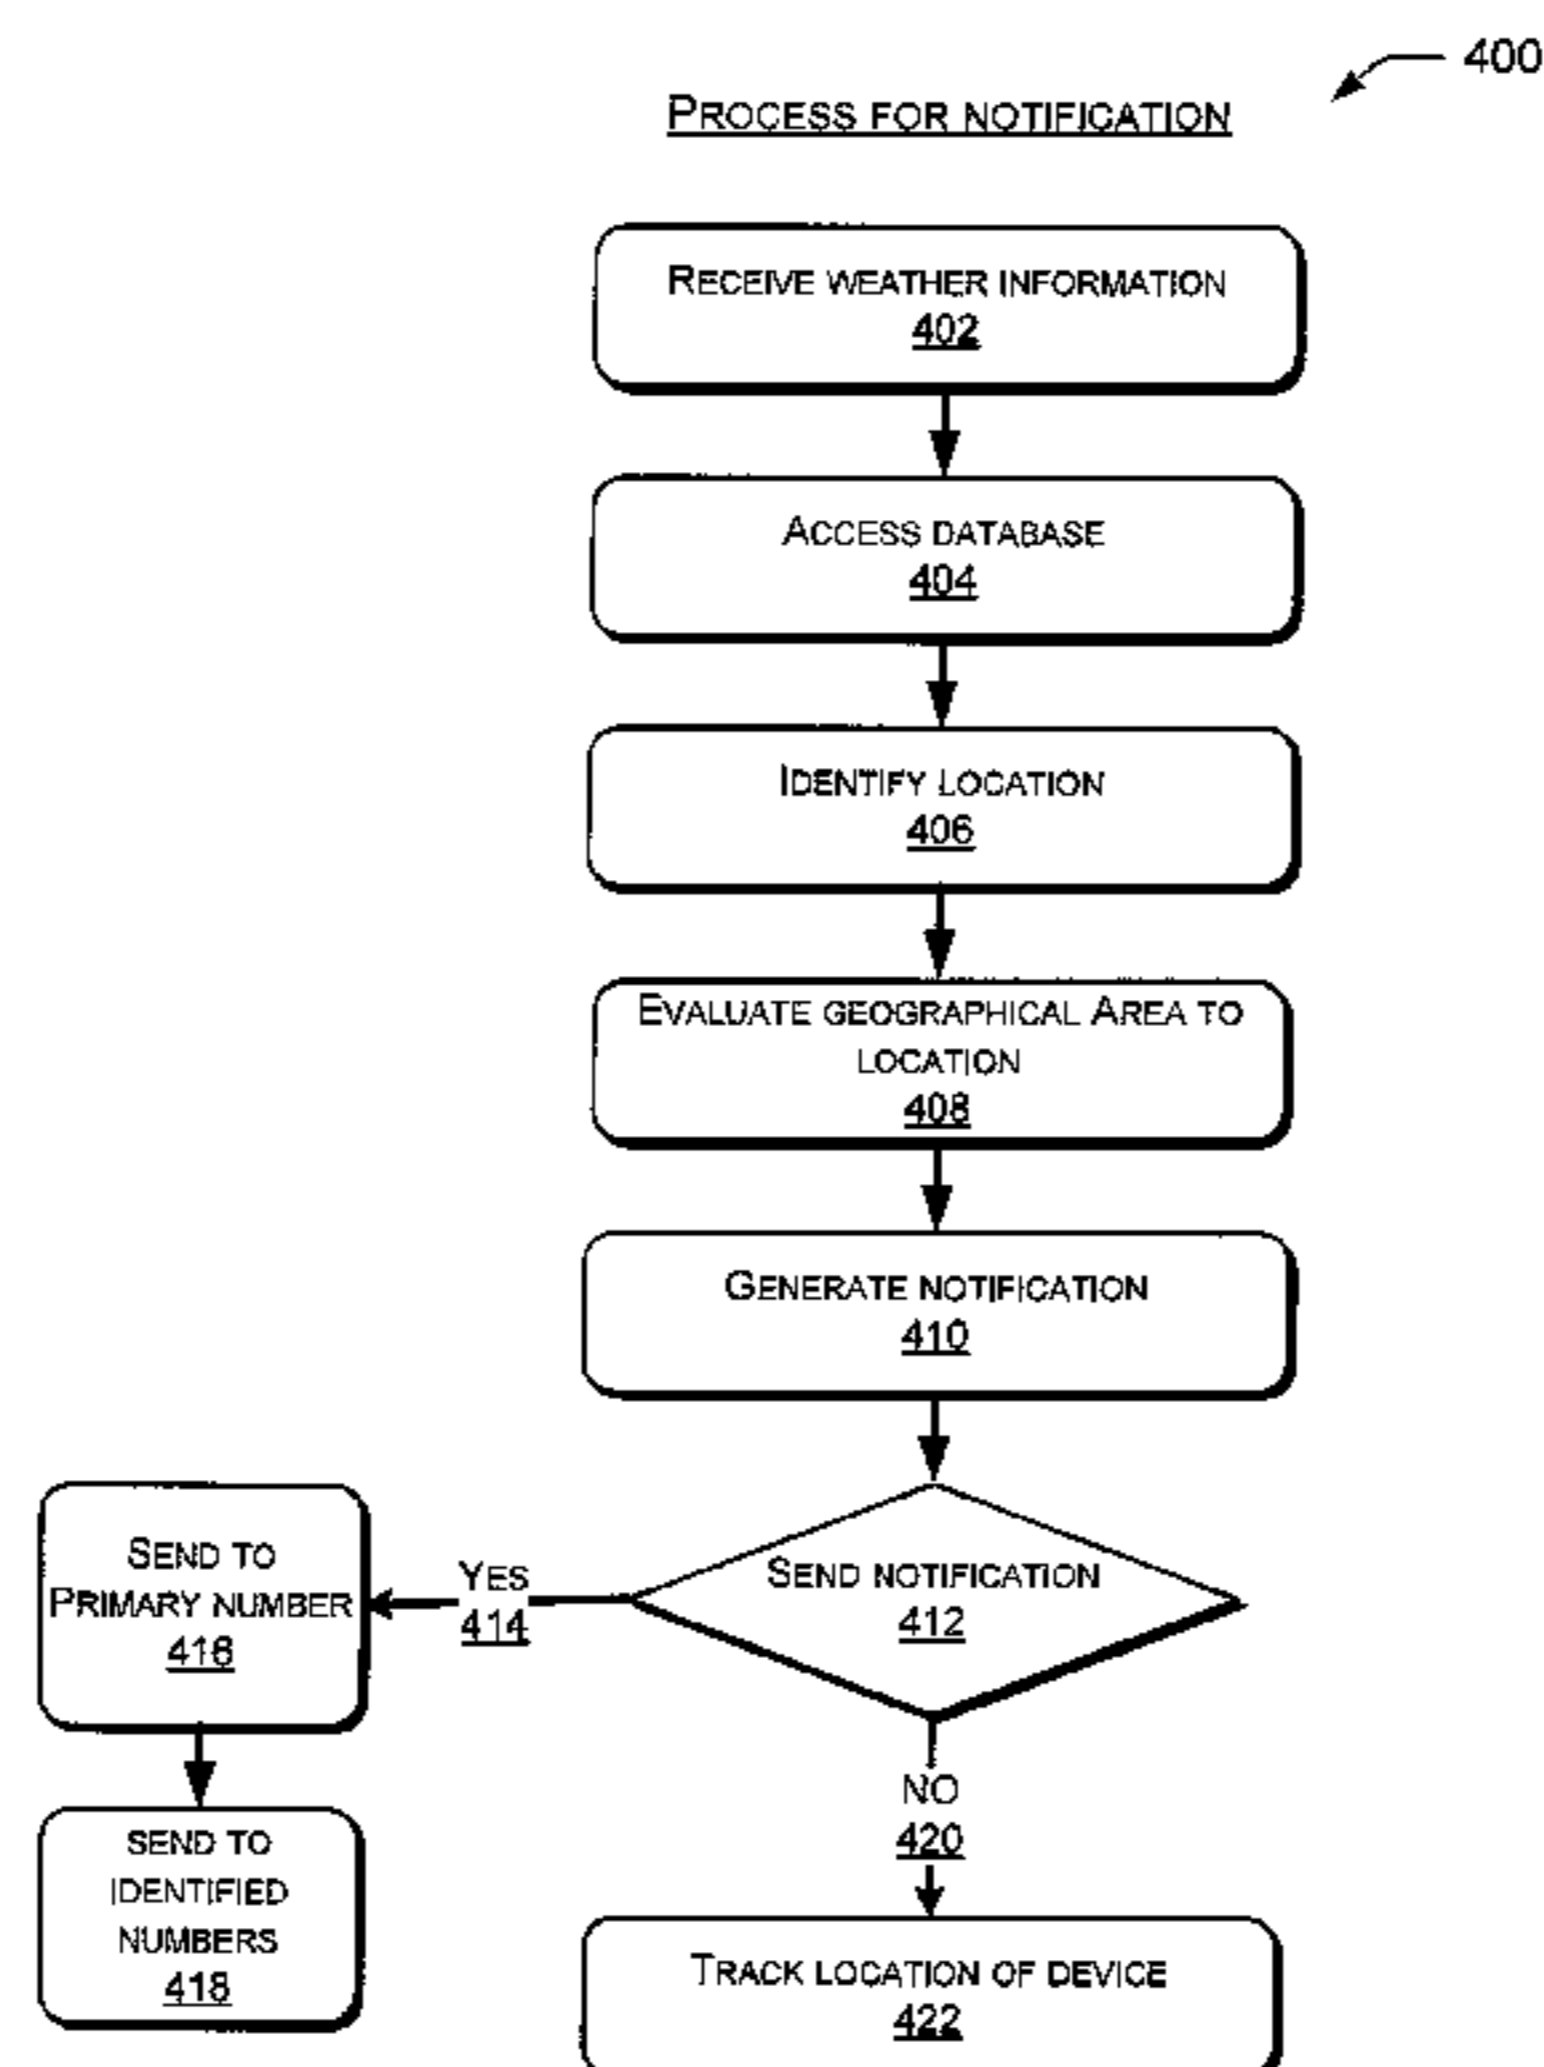 400
PROCESS FOR NOTIFICATION
RECEIVE WEATHER INFORMATION
402
ACCESS DATABASE
404
IDENTIFY LOCATION
406
EVALUATE GEOGRAPHICAL AREA TO
LOCATION
408
GENERATE NOTIFICATION
410
SEND NOTIFICATION
412
YES
414
SEND TO
PRIMARY NUMBER
416
SEND TO
IDENTIFIED
NUMBERS
418
NO
420
TRACK LOCATION OF DEVICE
422